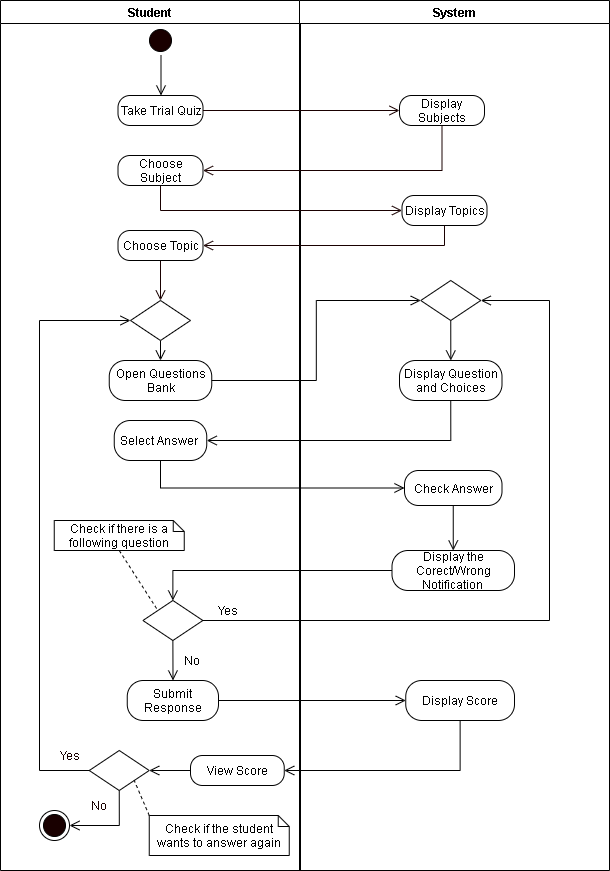 Student
System
Take Trial Quiz
Display
Subjects
Choose
Subject
Display Topics
Choose Topic
Open Questions
Bank
Display Question
and Choices
Select Answer
Check Answer
Check if there is a
following question
Display the
Corect/Wrong
Notification
Yes
No
Submit
Response
Display Score
Yes
View Score
No
Check if the student
wants to answer again